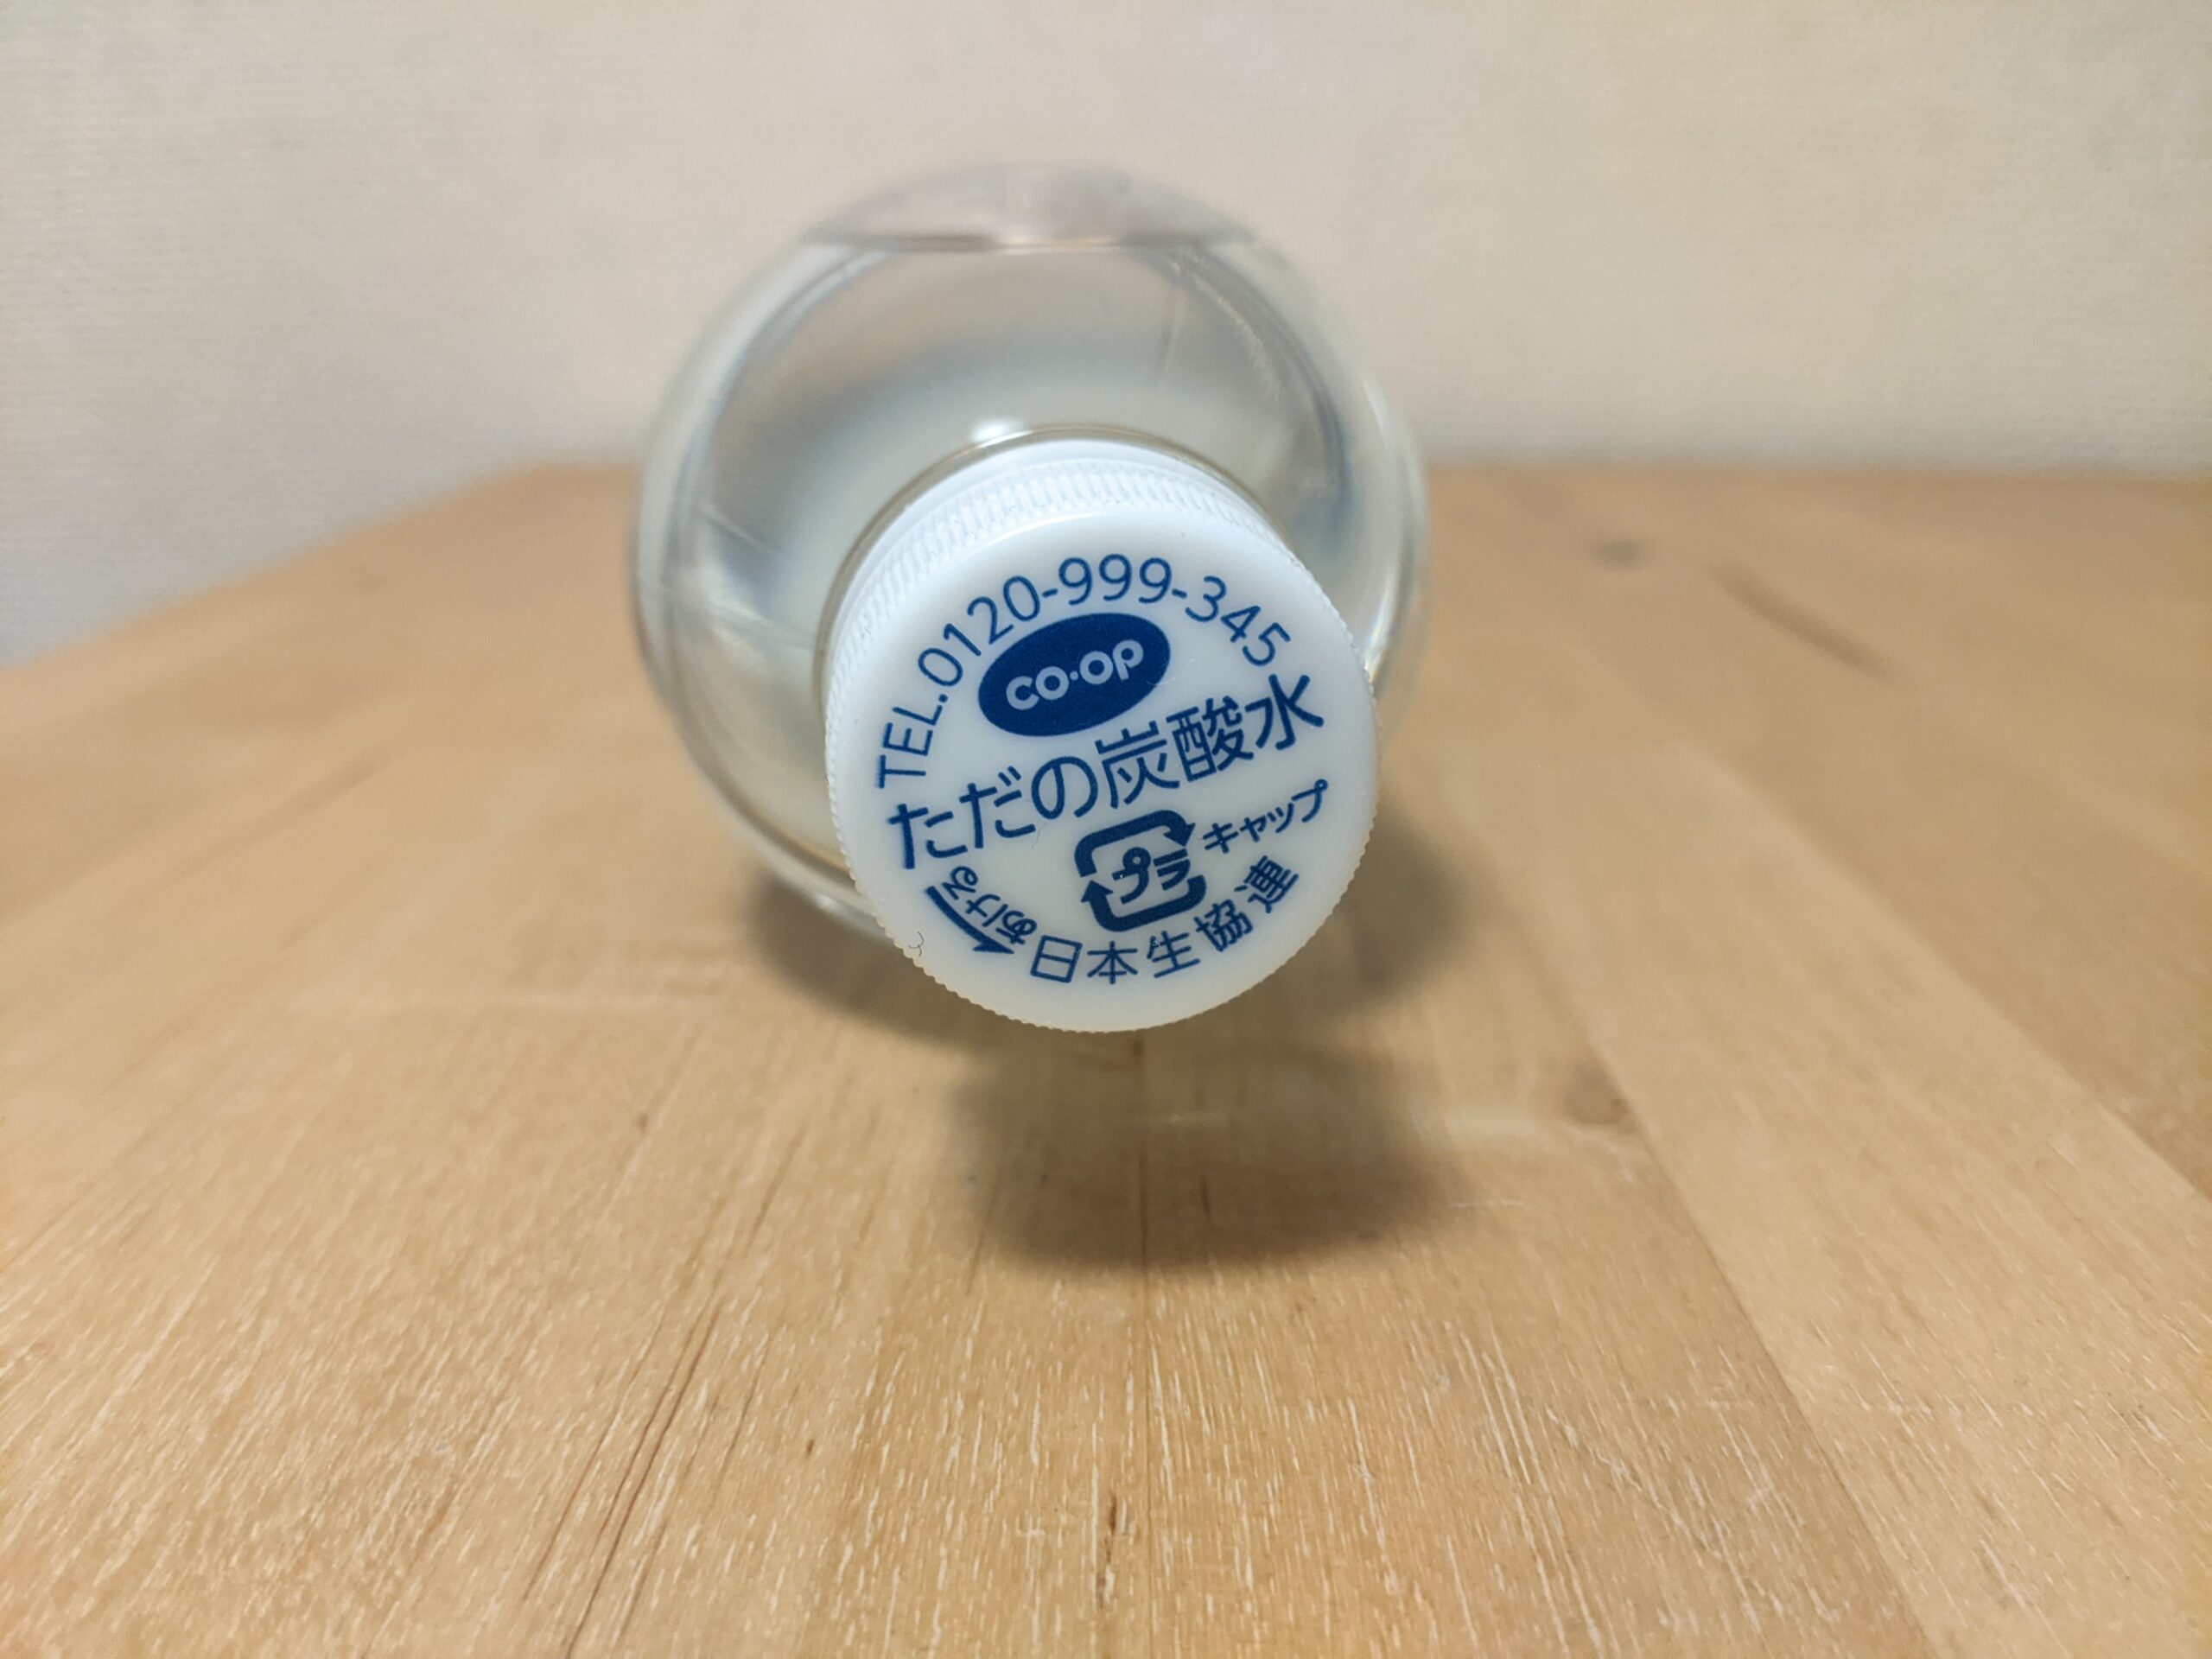 TEL.0120-999-345
CO·OP
ただの炭酸水
プラ キャップ
あける
日本生協連